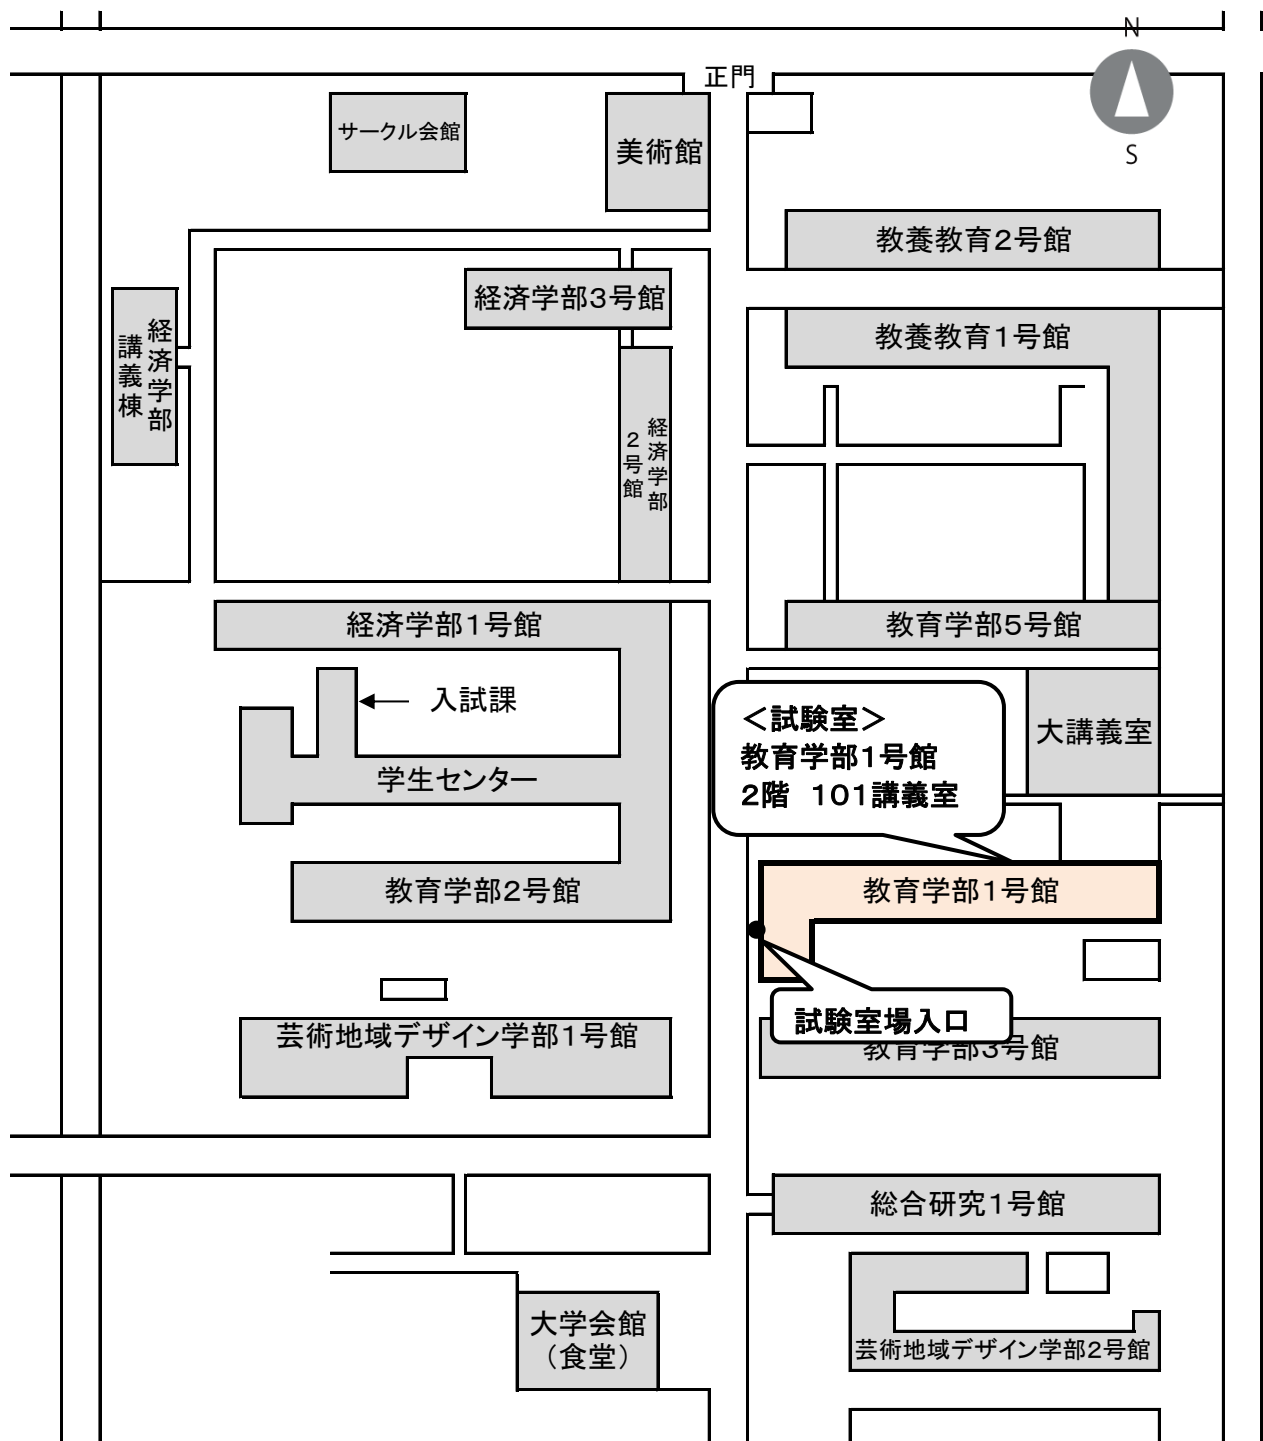 N
正門
S
サークル会館
美術館
教養教育２号館
経済学部３号館
教養教育１号館
経済学部
講義棟
経済学部
２号館
経済学部１号館
教育学部５号館
入試課
＜試験室＞
教育学部１号館
２階　１０１講義室
大講義室
学生センター
教育学部２号館
教育学部１号館
試験室場入口
芸術地域デザイン学部１号館
教育学部３号館
総合研究１号館
大学会館
（食堂）
芸術地域デザイン学部２号館